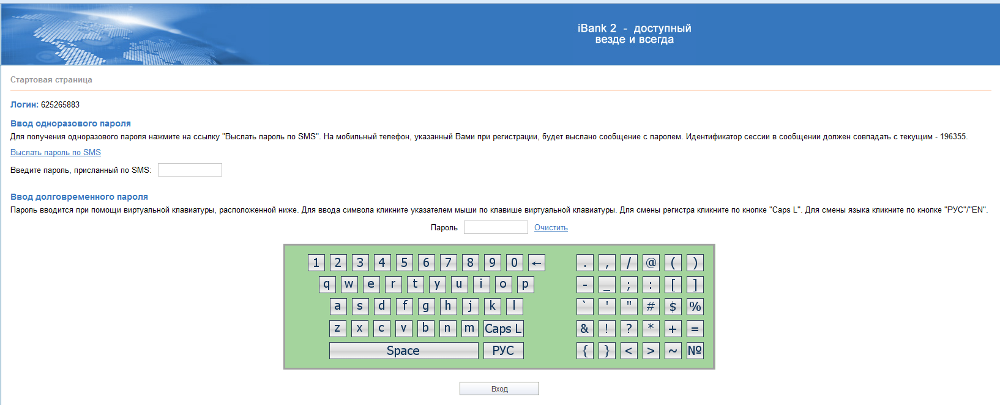 iBank 2 - доступный
везде и всегда
Стартовая страница
Логин: 625265883
Ввод одноразового пароля
Для получения одноразового пароля нажмите на ссылку "Выслать пароль по SMS". На мобильный телефон, указанный Вами при регистрации, будет выслано сообщение с паролем. Идентификатор сессии в сообщении должен совпадать с текущим - 196355.
Выслать пароль по SMS
Введите пароль, присланный по SMS:
Ввод долговременного пароля
Пароль вводится при помощи виртуальной клавиатуры, расположенной ниже. Для ввода символа кликните указателем мыши по клавише виртуальной клавиатуры. Для смены регистра кликните по кнопке "Caps L". Для смены языка кликните по кнопке "РУС"/"EN".
Пароль Очистить
1 2 3 4 5 6 7 8 9 0 ← . , / @ ( )
q w e r t y u i o p - _ ; : [ ]
a s d f g h j k l ` ' " # $ %
z x c v b n m Caps L & ! ? * + =
Space РУС { } < > ~ №
Вход